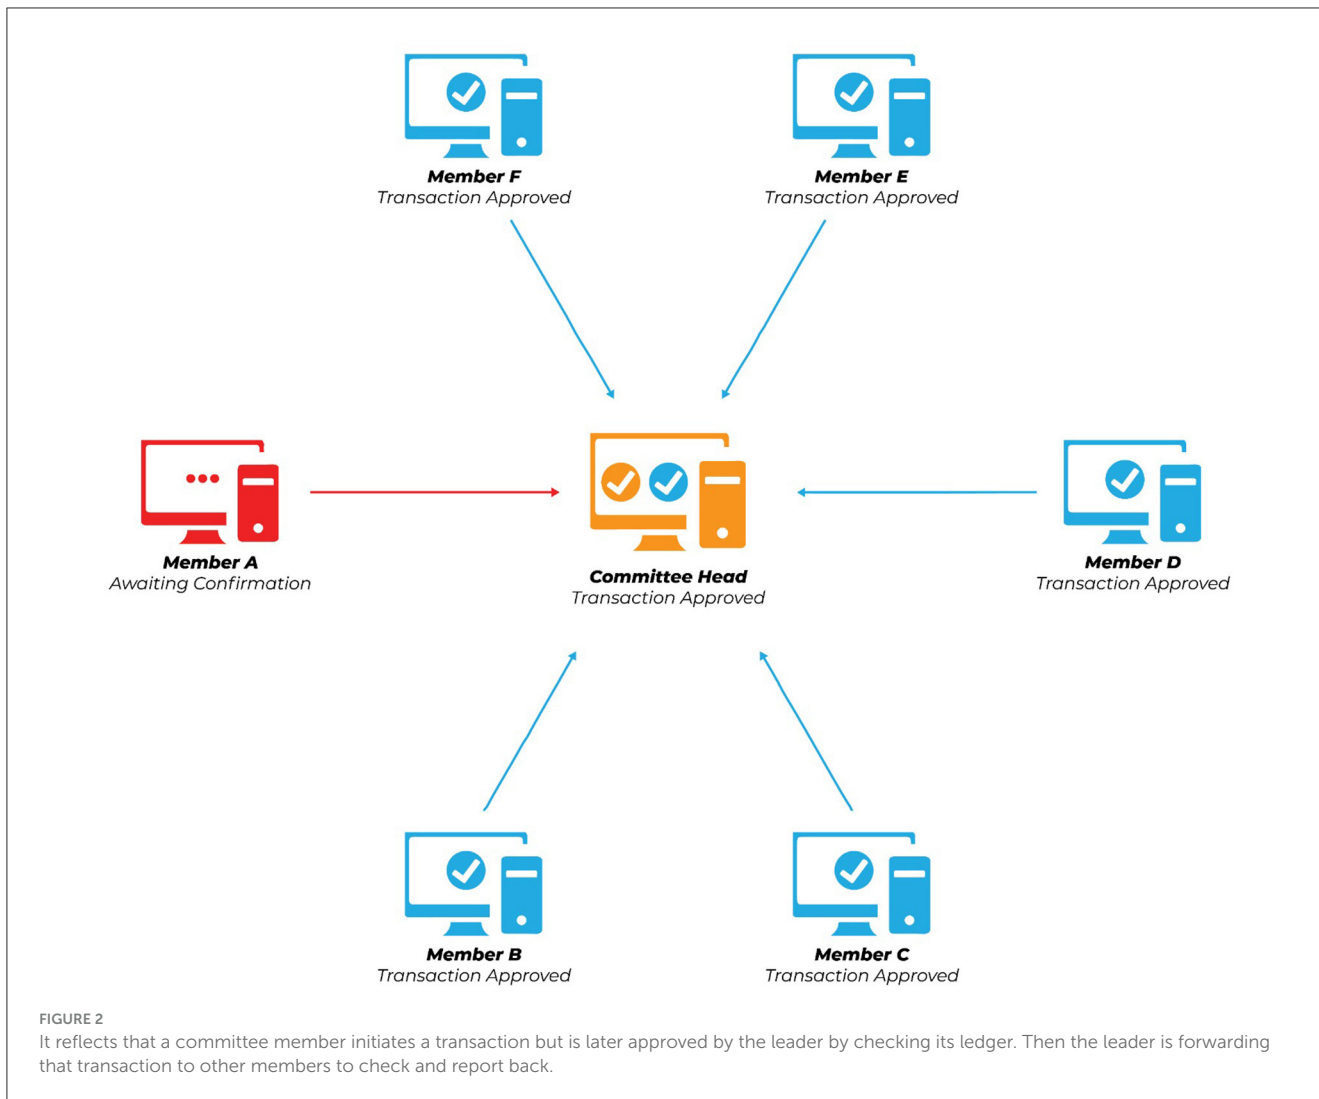 Member F
Transaction Approved
Member E
Transaction Approved
Member A
Awaiting Confirmation
Committee Head
Transaction Approved
Member D
Transaction Approved
Member B
Transaction Approved
Member C
Transaction Approved
FIGURE 2
It reflects that a committee member initiates a transaction but is later approved by the leader by checking its ledger. Then the leader is forwarding
that transaction to other members to check and report back.